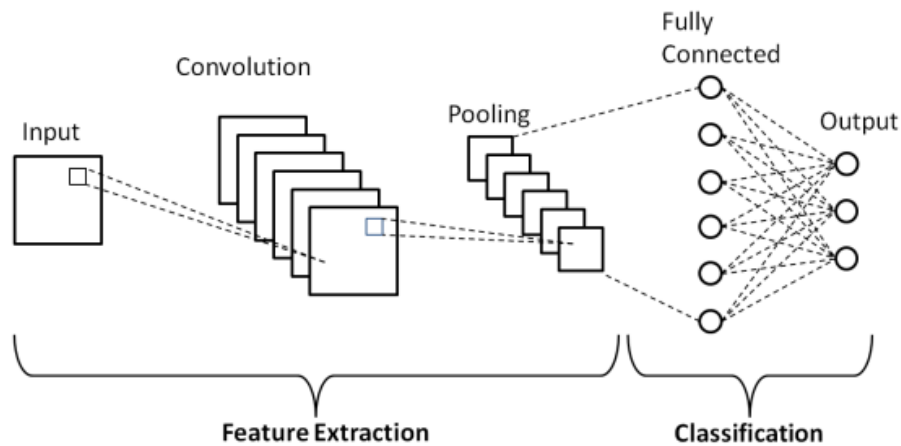 Input
Convolution
Pooling
Fully
Connected
Output
Feature Extraction
Classification